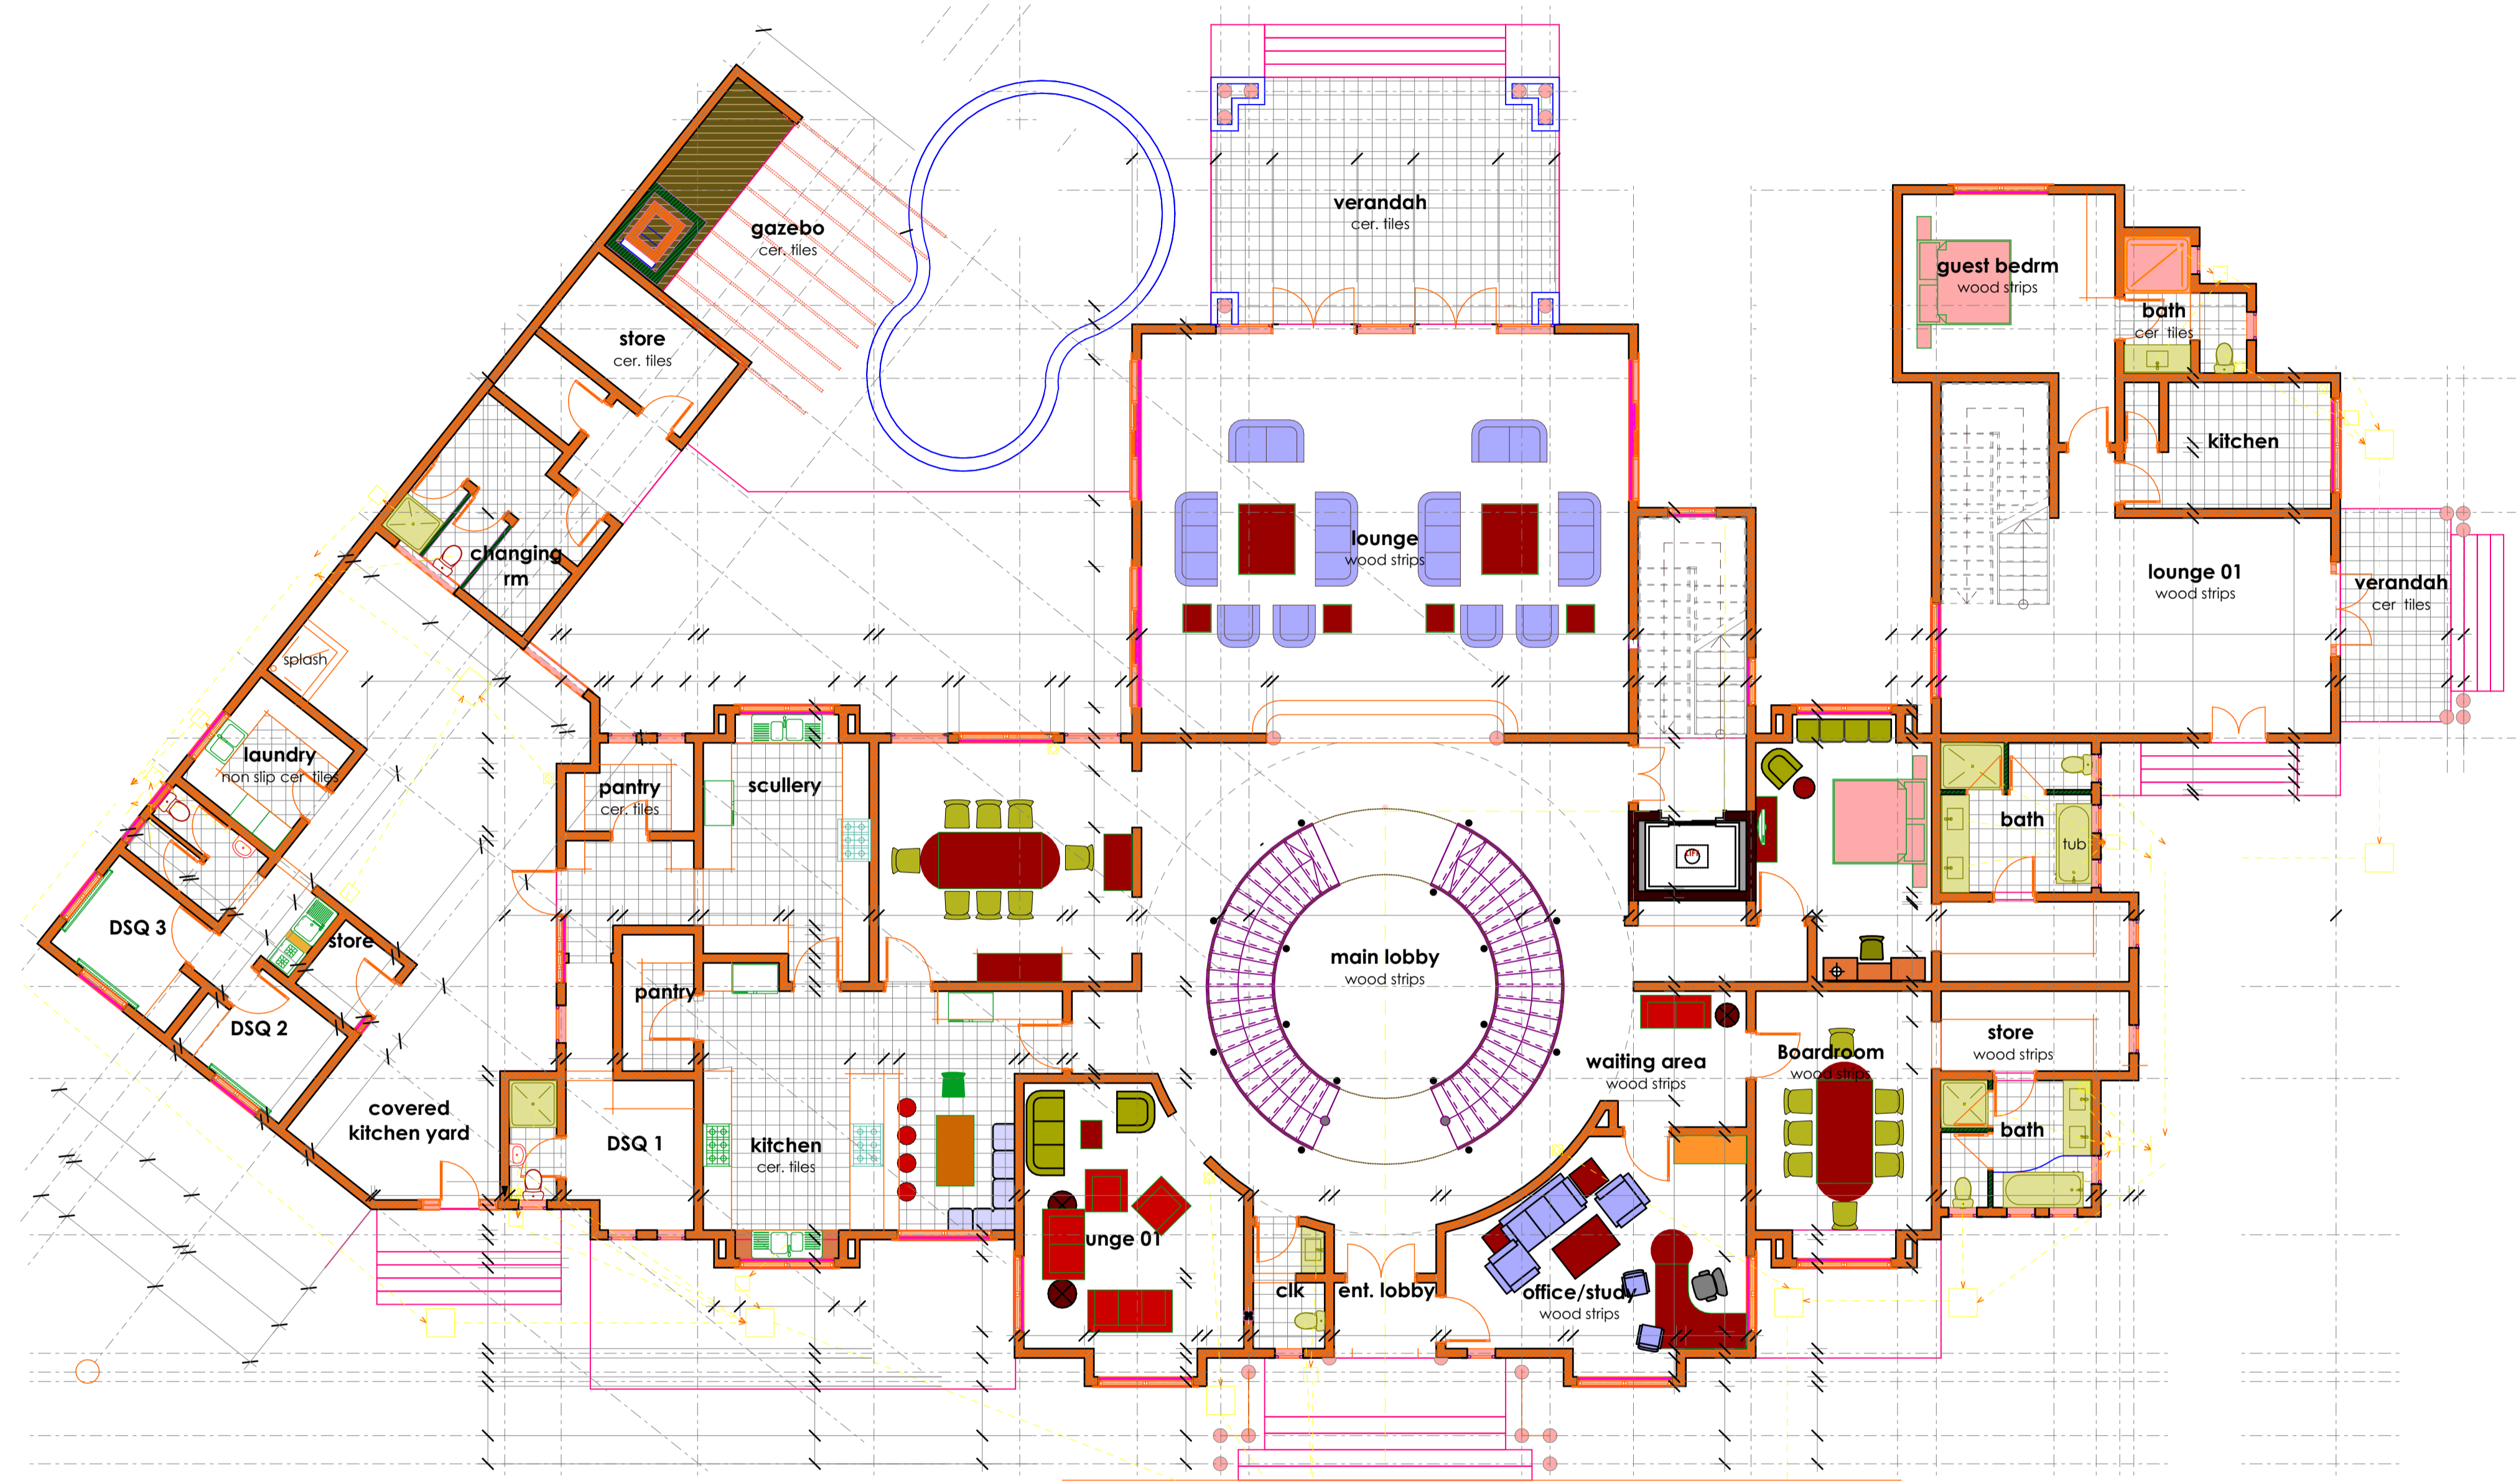 verandah
cer. tiles
gazebo
cer. tiles
guest bedrm
wood strips
bath
cer tiles
store
cer. tiles
kitchen
changing
rm
lounge
wood strips
lounge 01
wood strips
verandah
cer tiles
splash
laundry
non slip cer tiles
pantry
cer. tiles
scullery
bath
tub
LIFT
DSQ 3
store
main lobby
wood strips
pantry
DSQ 2
waiting area
wood strips
Boardroom
wood strips
store
wood strips
covered
kitchen yard
DSQ 1
kitchen
cer. tiles
bath
unge 01
clk
ent. lobby
office/study
wood strips